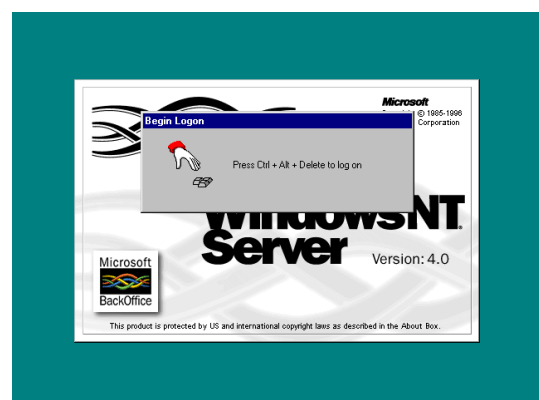 Microsoft
© 1985-1996
Corporation
Begin Logon
Press Ctrl + Alt + Delete to log on
WindowsNT
Server
Version: 4.0
Microsoft
BackOffice
This product is protected by US and international copyright laws as described in the About Box.